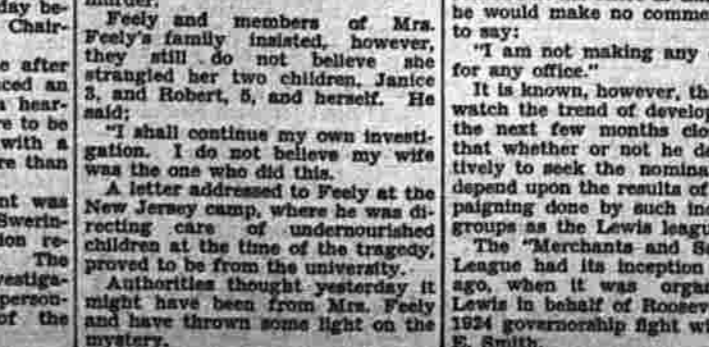 day be-
Chair-
e after
ced an
hear-
re to be
with a
re than
nt was
Swerin-
ion re-
The
vestiga-
person-
of the
murder.
Feely and members of Mrs.
Feely's family insisted, however,
they still do not believe she
strangled her two children, Janice
3, and Robert, 5, and herself. He
said:
"I shall continue my own investi-
gation. I do not believe my wife
was the one who did this.
A letter addressed to Feely at the
New Jersey camp, where he was di-
recting care of undernourished
children at the time of the tragedy,
proved to be from the university.
Authorities thought yesterday it
might have been from Mrs. Feely
and have thrown some light on the
mystery.
he would make no comme
to say:
"I am not making any
for any office."
It is known, however, th
watch the trend of develop
the next few months clo
that whether or not he de
tively to seek the nomina
depend upon the results of
paigning done by such in
groups as the Lewis leagu
The "Merchants and S
League had its inception
ago, when it was organ
Lewis in behalf of Roosev
1924 governorship fight wi
E. Smith.